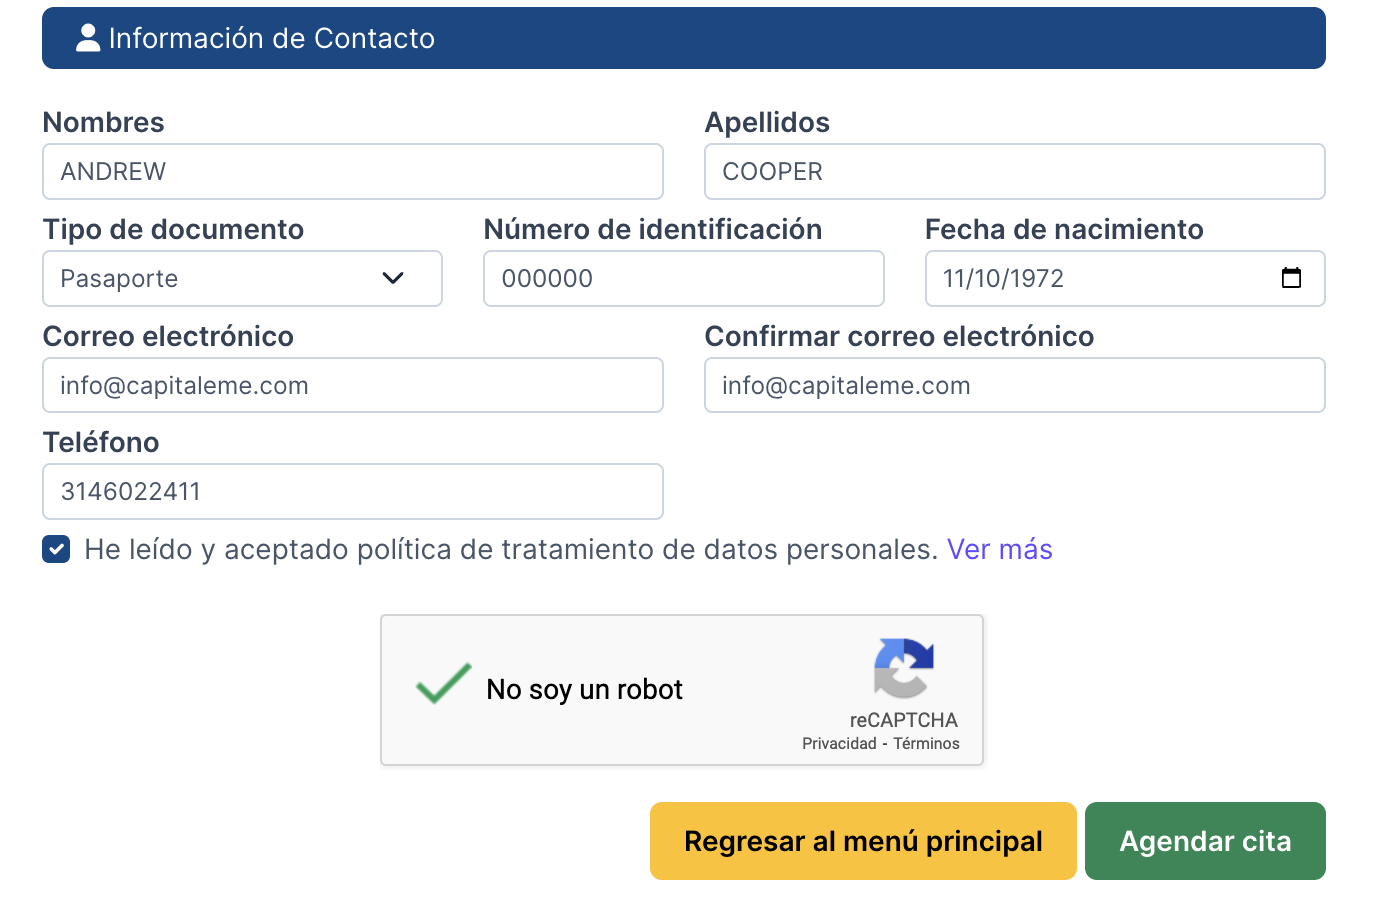 Información de Contacto
Nombres
Apellidos
ANDREW
COOPER
Tipo de documento
Número de identificación
Fecha de nacimiento
Pasaporte
000000
11/10/1972
Correo electrónico
Confirmar correo electrónico
info@capitaleme.com
info@capitaleme.com
Teléfono
3146022411
He leído y aceptado política de tratamiento de datos personales. Ver más
No soy un robot
reCAPTCHA
Privacidad - Términos
Regresar al menú principal
Agendar cita